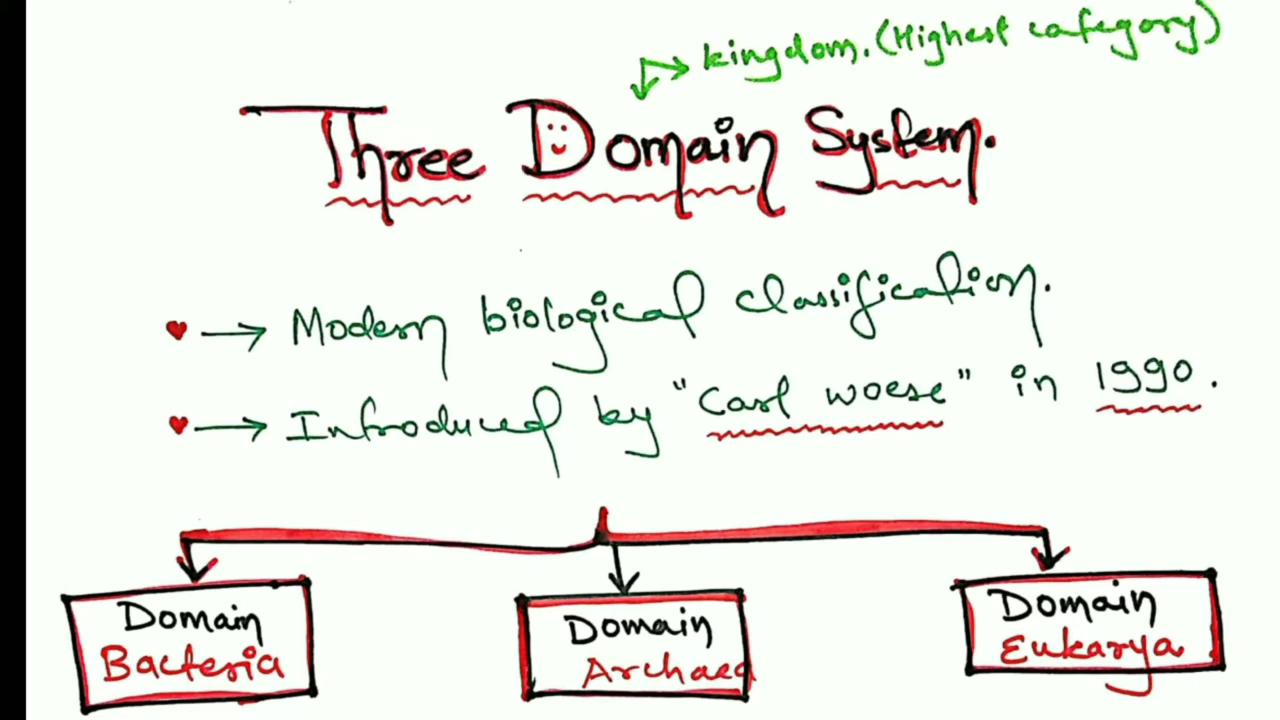 kingdom. (Highest category)
Three Domain System.
→ Modern biological classification.
→ Introduced by "Carl woese" in 1990.
Domain
Bacteria
Domain
Archaea
Domain
Eukarya